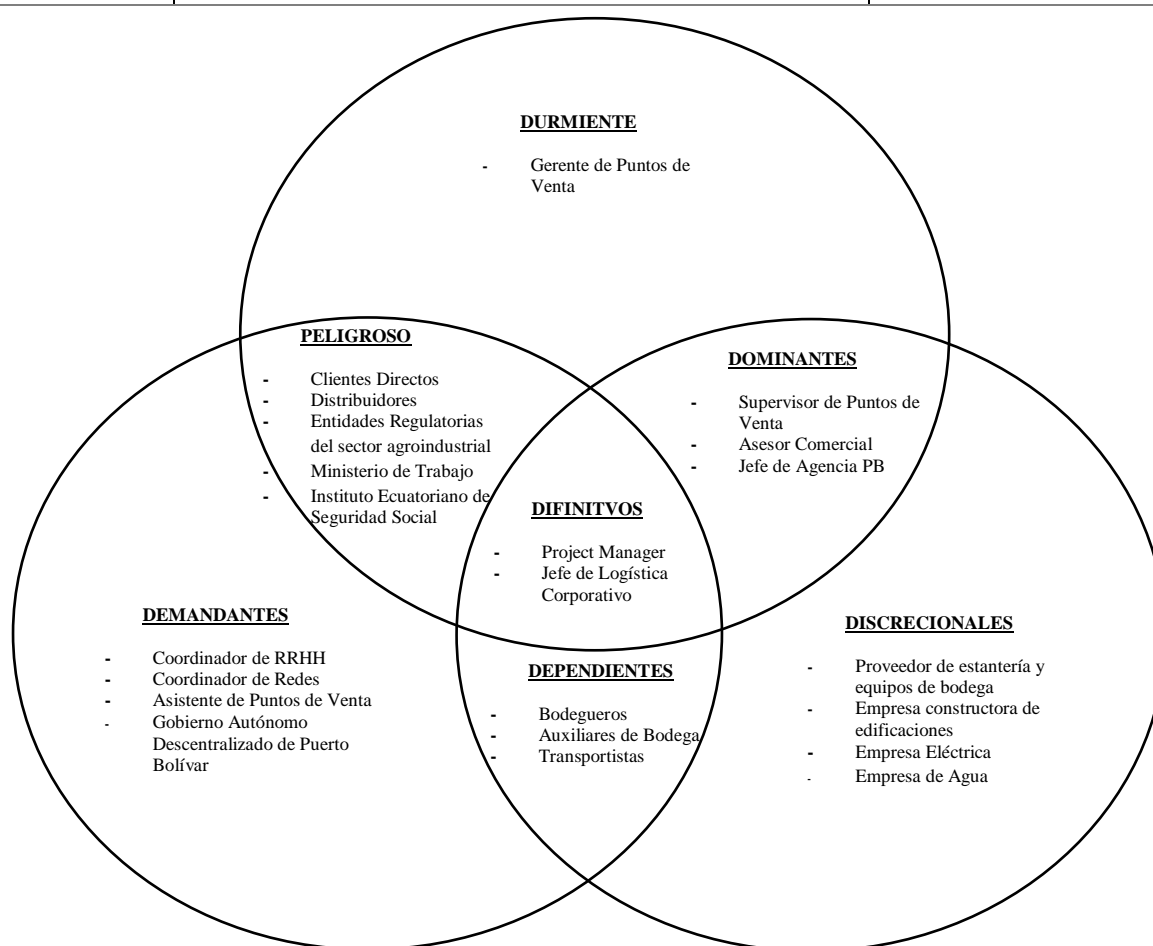 DURMIENTE
- Gerente de Puntos de
Venta
PELIGROSO
- Clientes Directos
- Distribuidores
- Entidades Regulatorias
del sector agroindustrial
- Ministerio de Trabajo
- Instituto Ecuatoriano de
Seguridad Social
DOMINANTES
- Supervisor de Puntos de
Venta
- Asesor Comercial
- Jefe de Agencia PB
DIFINITVOS
- Project Manager
- Jefe de Logística
Corporativo
DEMANDANTES
- Coordinador de RRHH
- Coordinador de Redes
- Asistente de Puntos de Venta
- Gobierno Autónomo
Descentralizado de Puerto
Bolívar
DEPENDIENTES
- Bodegueros
- Auxiliares de Bodega
- Transportistas
DISCRECIONALES
- Proveedor de estantería y
equipos de bodega
- Empresa constructora de
edificaciones
- Empresa Eléctrica
- Empresa de Agua